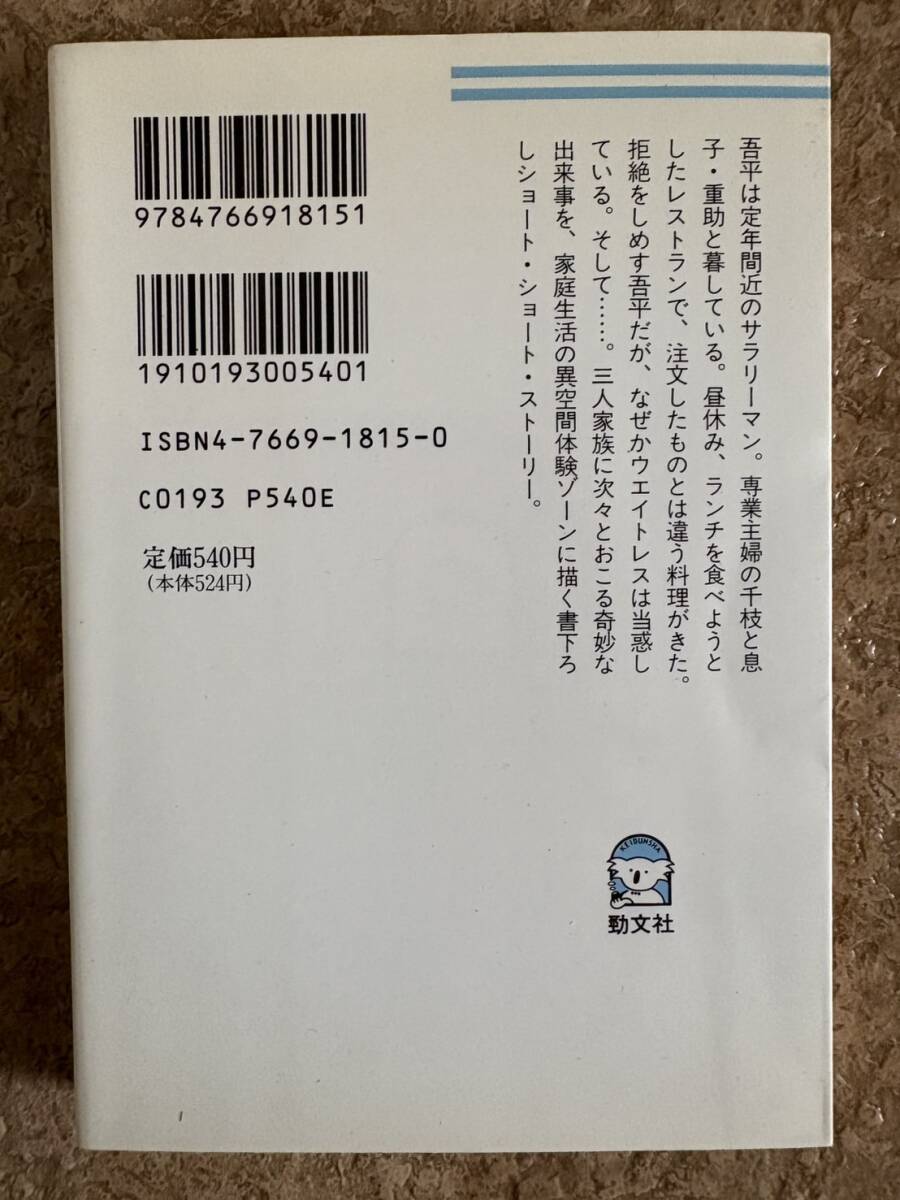 吾平は定年間近のサラリーマン。専業主婦の千枝と息
子・重助と暮している。昼休み、ランチを食べようと
したレストランで、注文したものとは違う料理がきた。
拒絶をしめす吾平だが、なぜかウエイトレスは当惑し
ている。そして……。三人家族に次々とおこる奇妙な
出来事を、家庭生活の異空間体験ゾーンに描く書下ろ
しショート・ショート・ストーリー。
9784766918151
1910193005401
ISBN4-7669-1815-0
C0193 P540E
定価540円
(本体524円)
KEIBUNSHA
勁文社